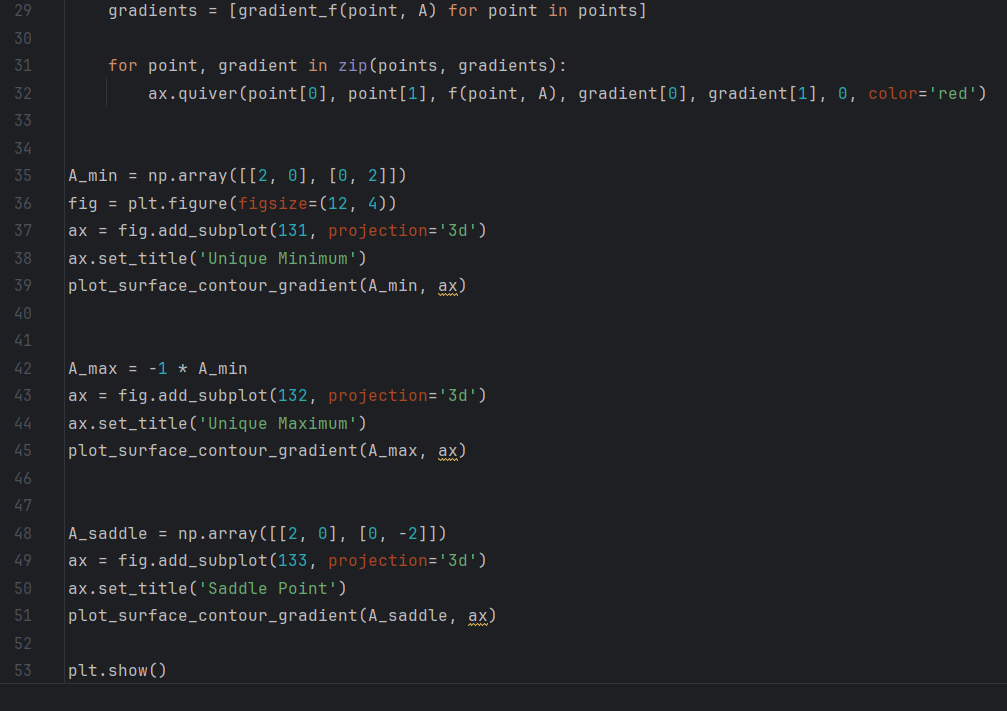 29 gradients = [gradient_f(point, A) for point in points]
30
31 for point, gradient in zip(points, gradients):
32 ax.quiver(point[0], point[1], f(point, A), gradient[0], gradient[1], 0, color='red')
33
34
35 A_min = np.array([[2, 0], [0, 2]])
36 fig = plt.figure(figsize=(12, 4))
37 ax = fig.add_subplot(131, projection='3d')
38 ax.set_title('Unique Minimum')
39 plot_surface_contour_gradient(A_min, ax)
40
41
42 A_max = -1 * A_min
43 ax = fig.add_subplot(132, projection='3d')
44 ax.set_title('Unique Maximum')
45 plot_surface_contour_gradient(A_max, ax)
46
47
48 A_saddle = np.array([[2, 0], [0, -2]])
49 ax = fig.add_subplot(133, projection='3d')
50 ax.set_title('Saddle Point')
51 plot_surface_contour_gradient(A_saddle, ax)
52
53 plt.show()